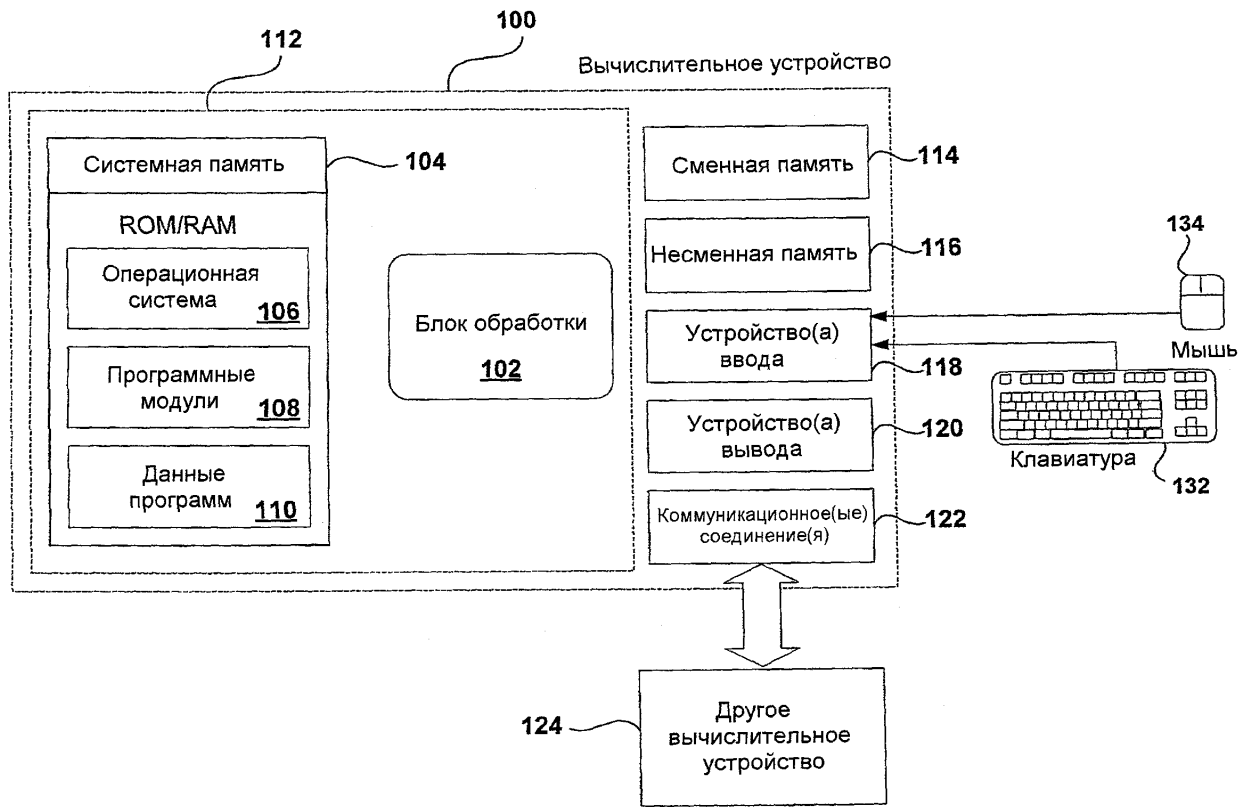 112
100
Вычислительное устройство
Системная память
104
ROM/RAM
Операционная
система
106
Программные
модули
108
Данные
программ
110
Блок обработки
102
Сменная память
114
Несменная память
116
Устройство(а)
ввода
118
Устройство(а)
вывода
120
Коммуникационное(ые)
соединение(я)
122
134
Мышь
Клавиатура
132
124
Другое
вычислительное
устройство